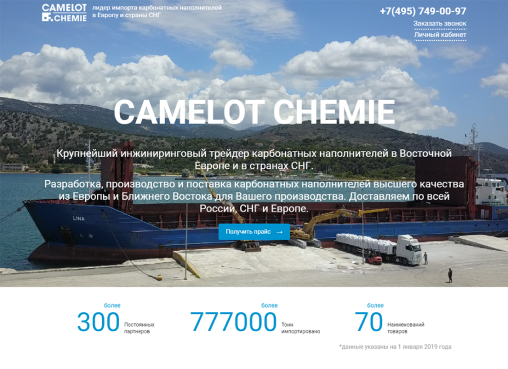 CAMELOT
CHEMIE
лидер импорта карбонатных наполнителей
в Европу и страны СНГ
+7(495) 749-00-97
Заказать звонок
Личный кабинет
CAMELOT CHEMIE
Крупнейший инжиниринговый трейдер карбонатных наполнителей в Восточной
Европе и в странах СНГ.
Разработка, производство и поставка карбонатных наполнителей высшего качества
из Европы и Ближнего Востока для Вашего производства. Доставляем по всей
России, СНГ и Европе.
LINA
Получить прайс →
более
300 Постоянных
партнеров
более
777000 Тонн
импортировано
более
70 Наименований
товаров
*данные указаны на 1 января 2019 года